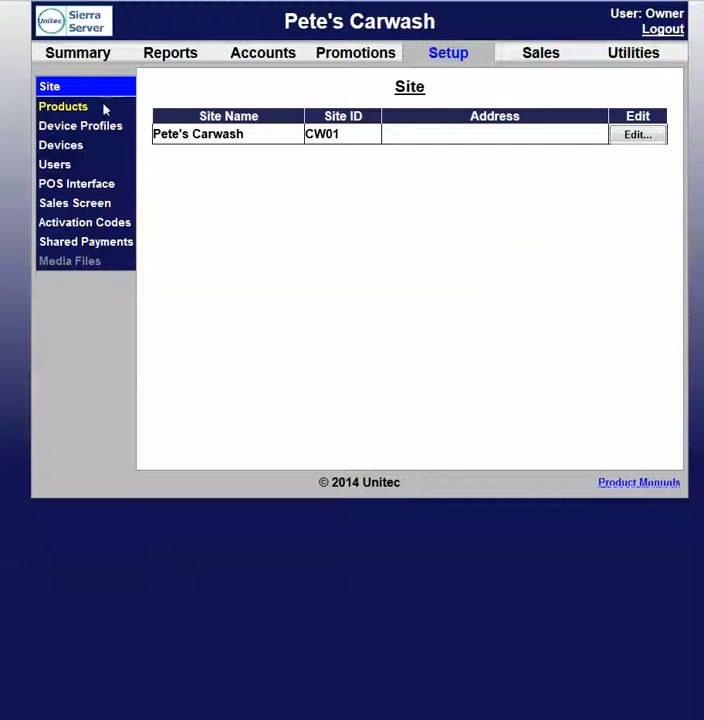 Unitec Sierra Server
Pete's Carwash
User: Owner
Logout
Summary Reports Accounts Promotions Setup Sales Utilities
Site
Products
Device Profiles
Devices
Users
POS Interface
Sales Screen
Activation Codes
Shared Payments
Media Files
Site
Site Name Site ID Address Edit
Pete's Carwash CW01 Edit...
© 2014 Unitec
Product Manuals